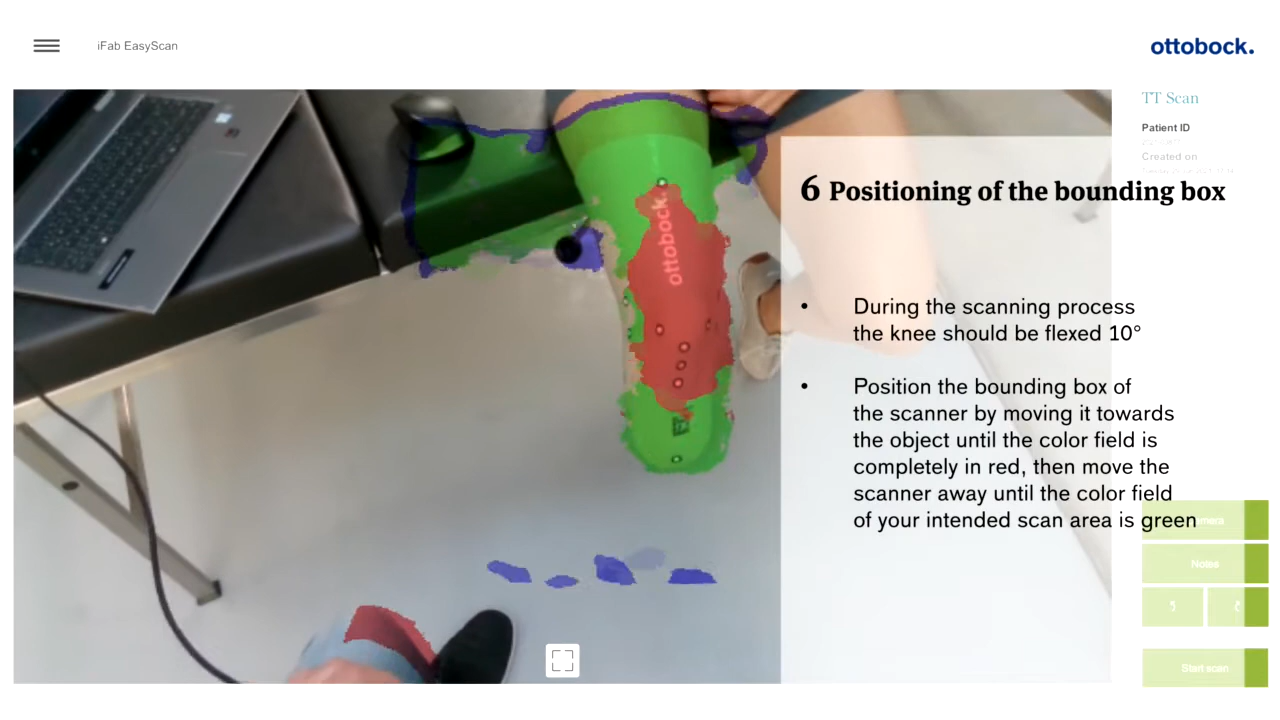 iFab EasyScan
ottobock.
TT Scan
Patient ID
Created on
6 Positioning of the bounding box
ottobock.
• During the scanning process
the knee should be flexed 10°
• Position the bounding box of
the scanner by moving it towards
the object until the color field is
completely in red, then move the
scanner away until the color field
of your intended scan area is green
Notes
Start scan